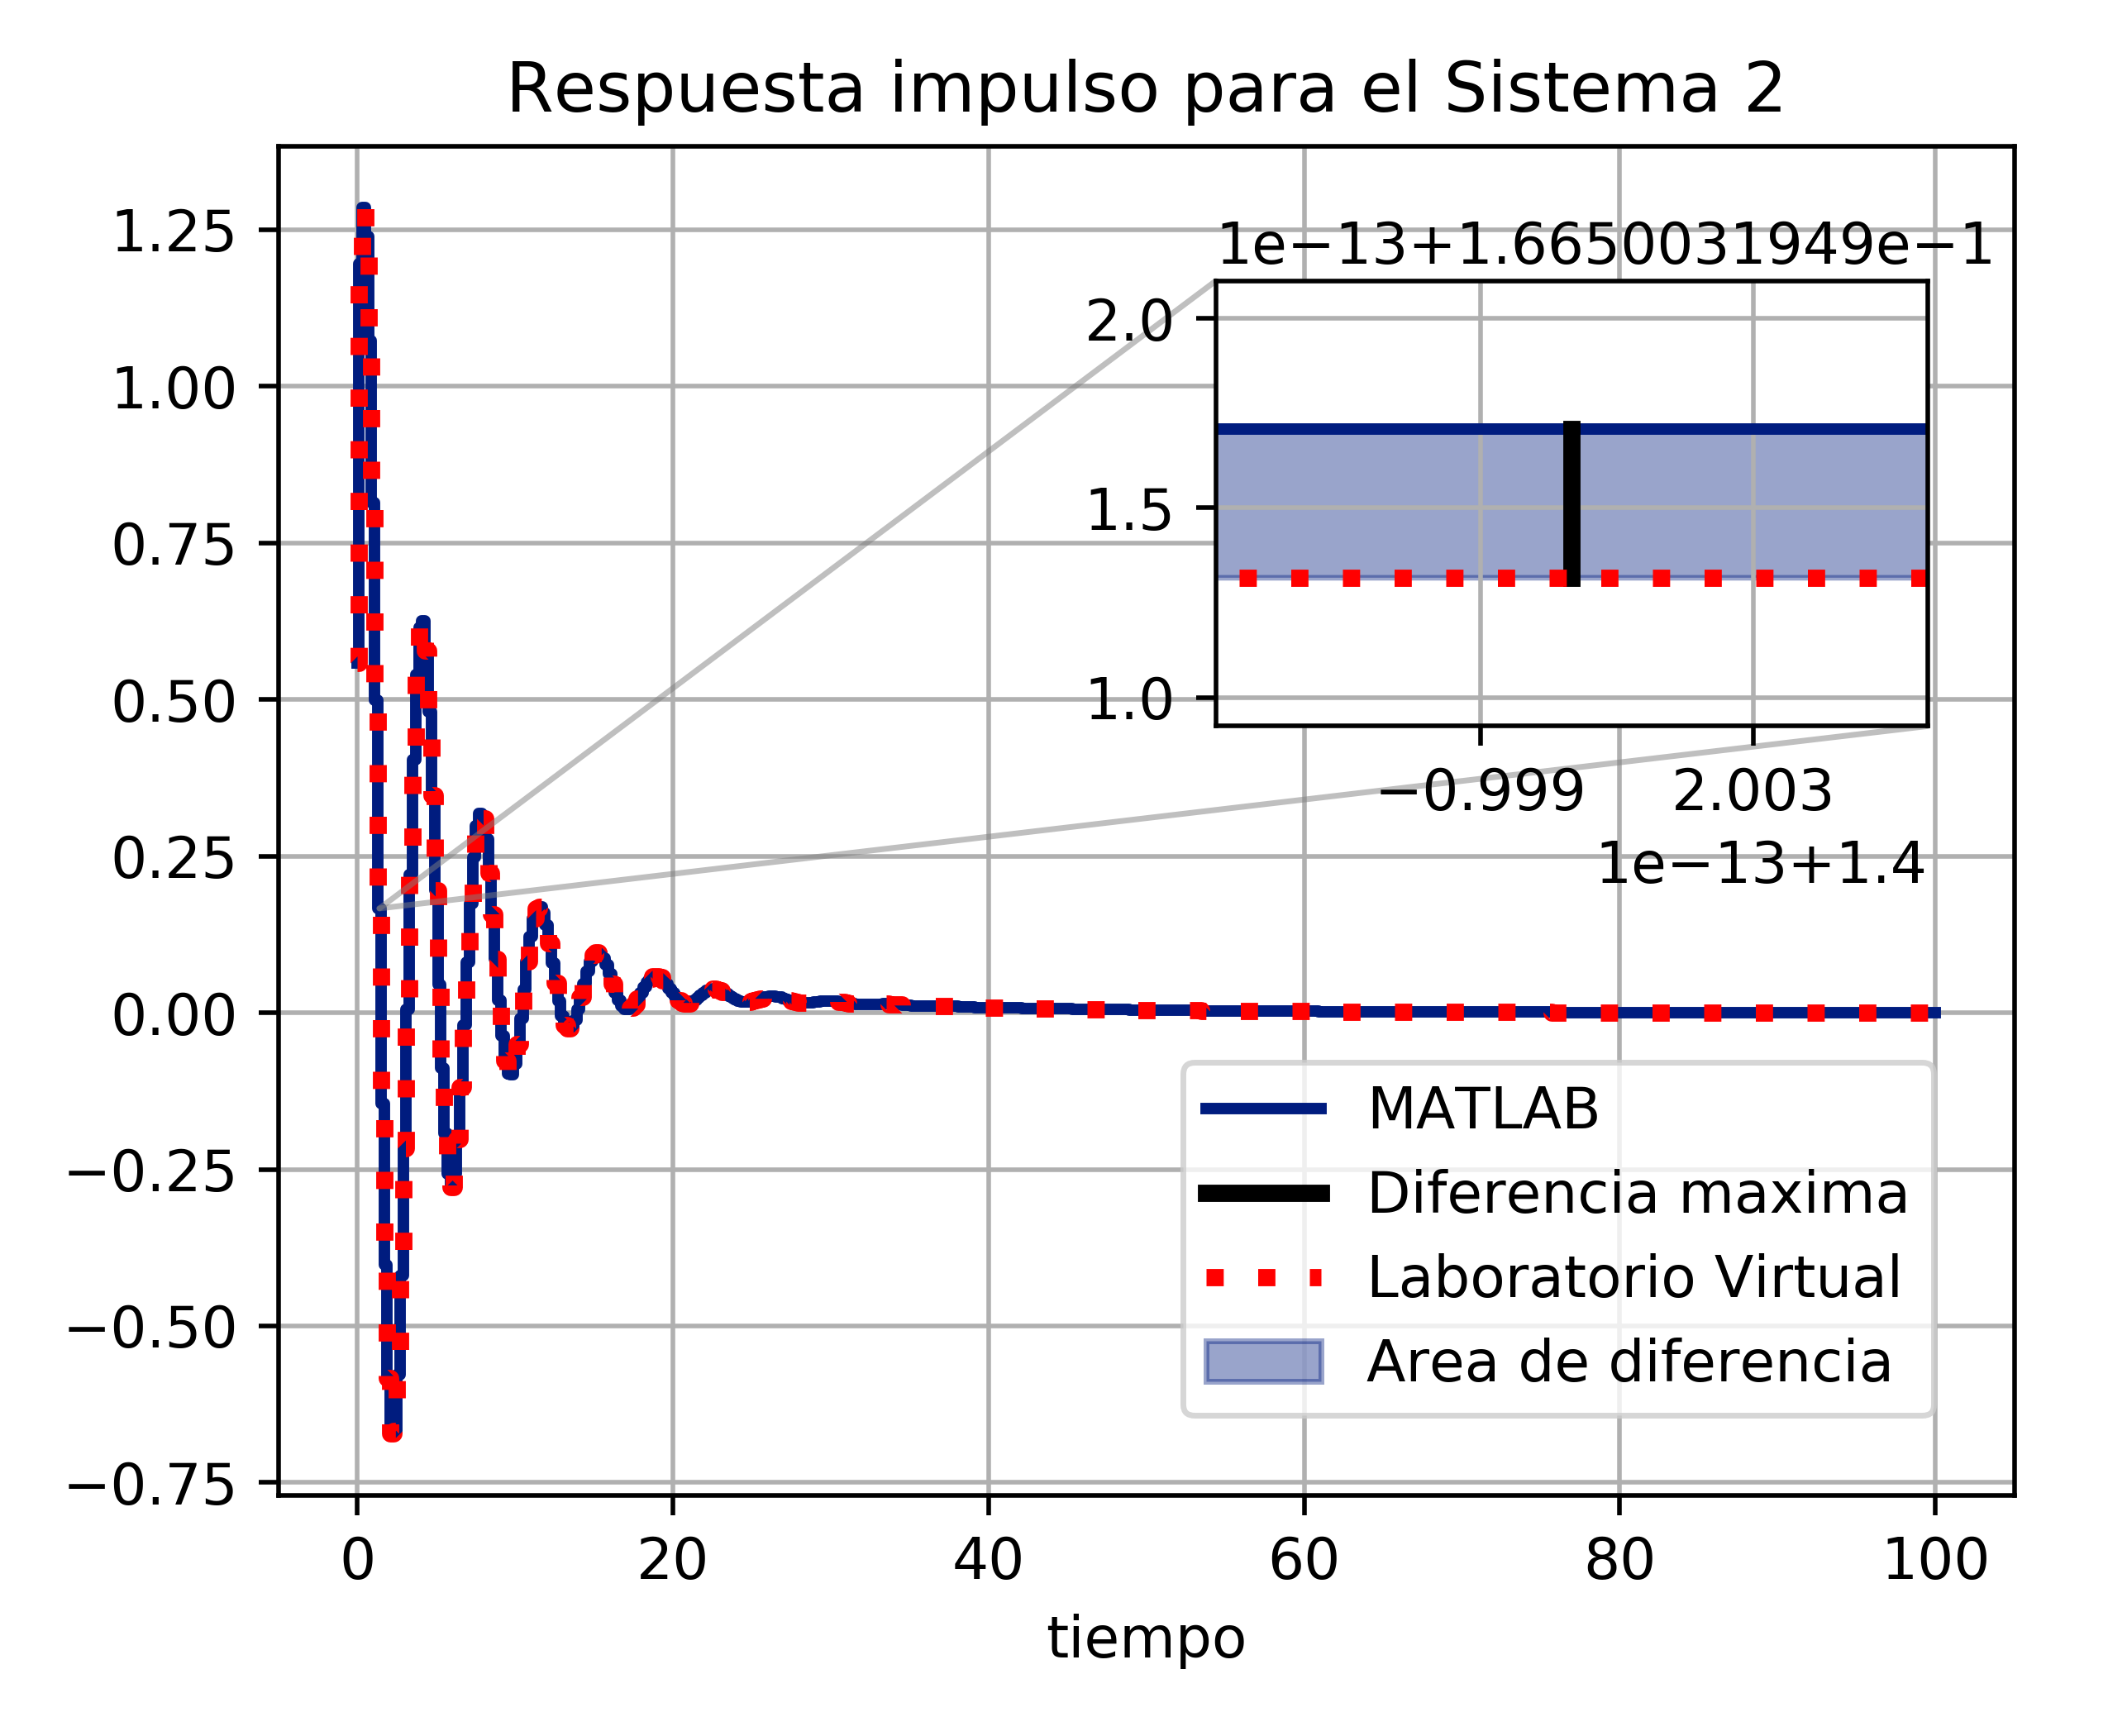 Respuesta impulso para el Sistema 2
1.25
1.00
0.75
0.50
0.25
0.00
−0.25
−0.50
−0.75
1e−13+1.6650031949e−1
2.0
1.5
1.0
−0.999 2.003
1e−13+1.4
MATLAB
Diferencia maxima
Laboratorio Virtual
Area de diferencia
0 20 40 60 80 100
tiempo